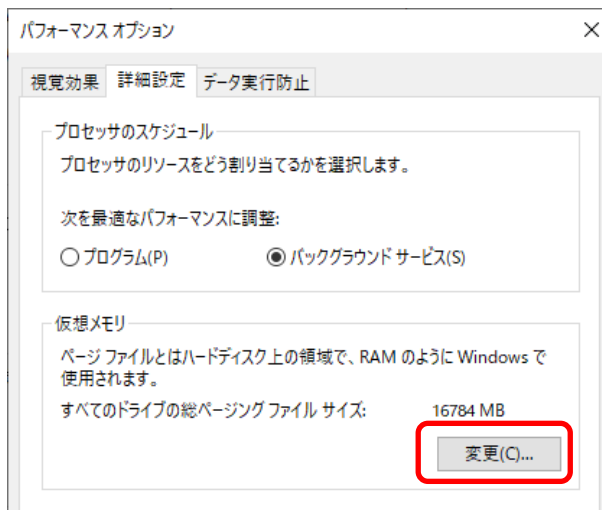 パフォーマンス オプション
視覚効果 詳細設定 データ実行防止
プロセッサのスケジュール
プロセッサのリソースをどう割り当てるかを選択します。
次を最適なパフォーマンスに調整:
プログラム(P) バックグラウンド サービス(S)
仮想メモリ
ページ ファイルとはハードディスク上の領域で、RAM のように Windows で
使用されます。
すべてのドライブの総ページング ファイル サイズ: 16784 MB
変更(C)...